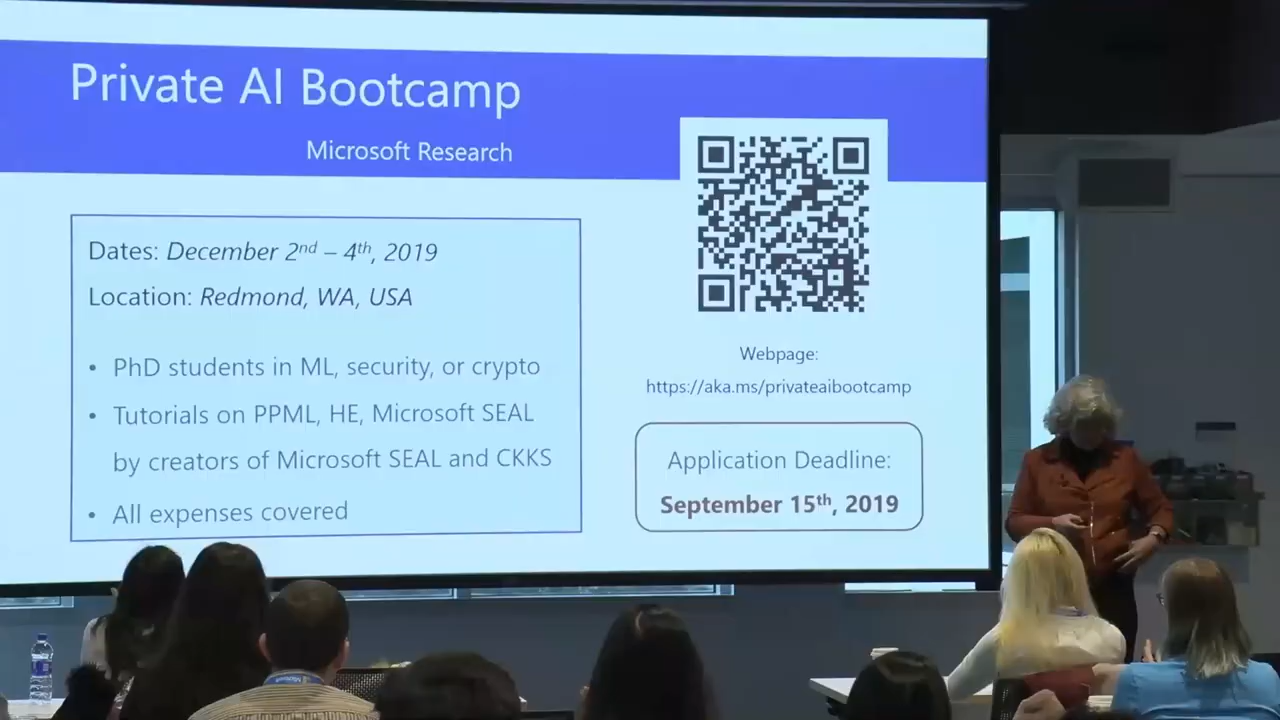 Private AI Bootcamp
Microsoft Research
Dates: December 2nd – 4th, 2019
Location: Redmond, WA, USA
• PhD students in ML, security, or crypto
• Tutorials on PPML, HE, Microsoft SEAL
by creators of Microsoft SEAL and CKKS
• All expenses covered
Webpage:
https://aka.ms/privateaibootcamp
Application Deadline:
September 15th, 2019